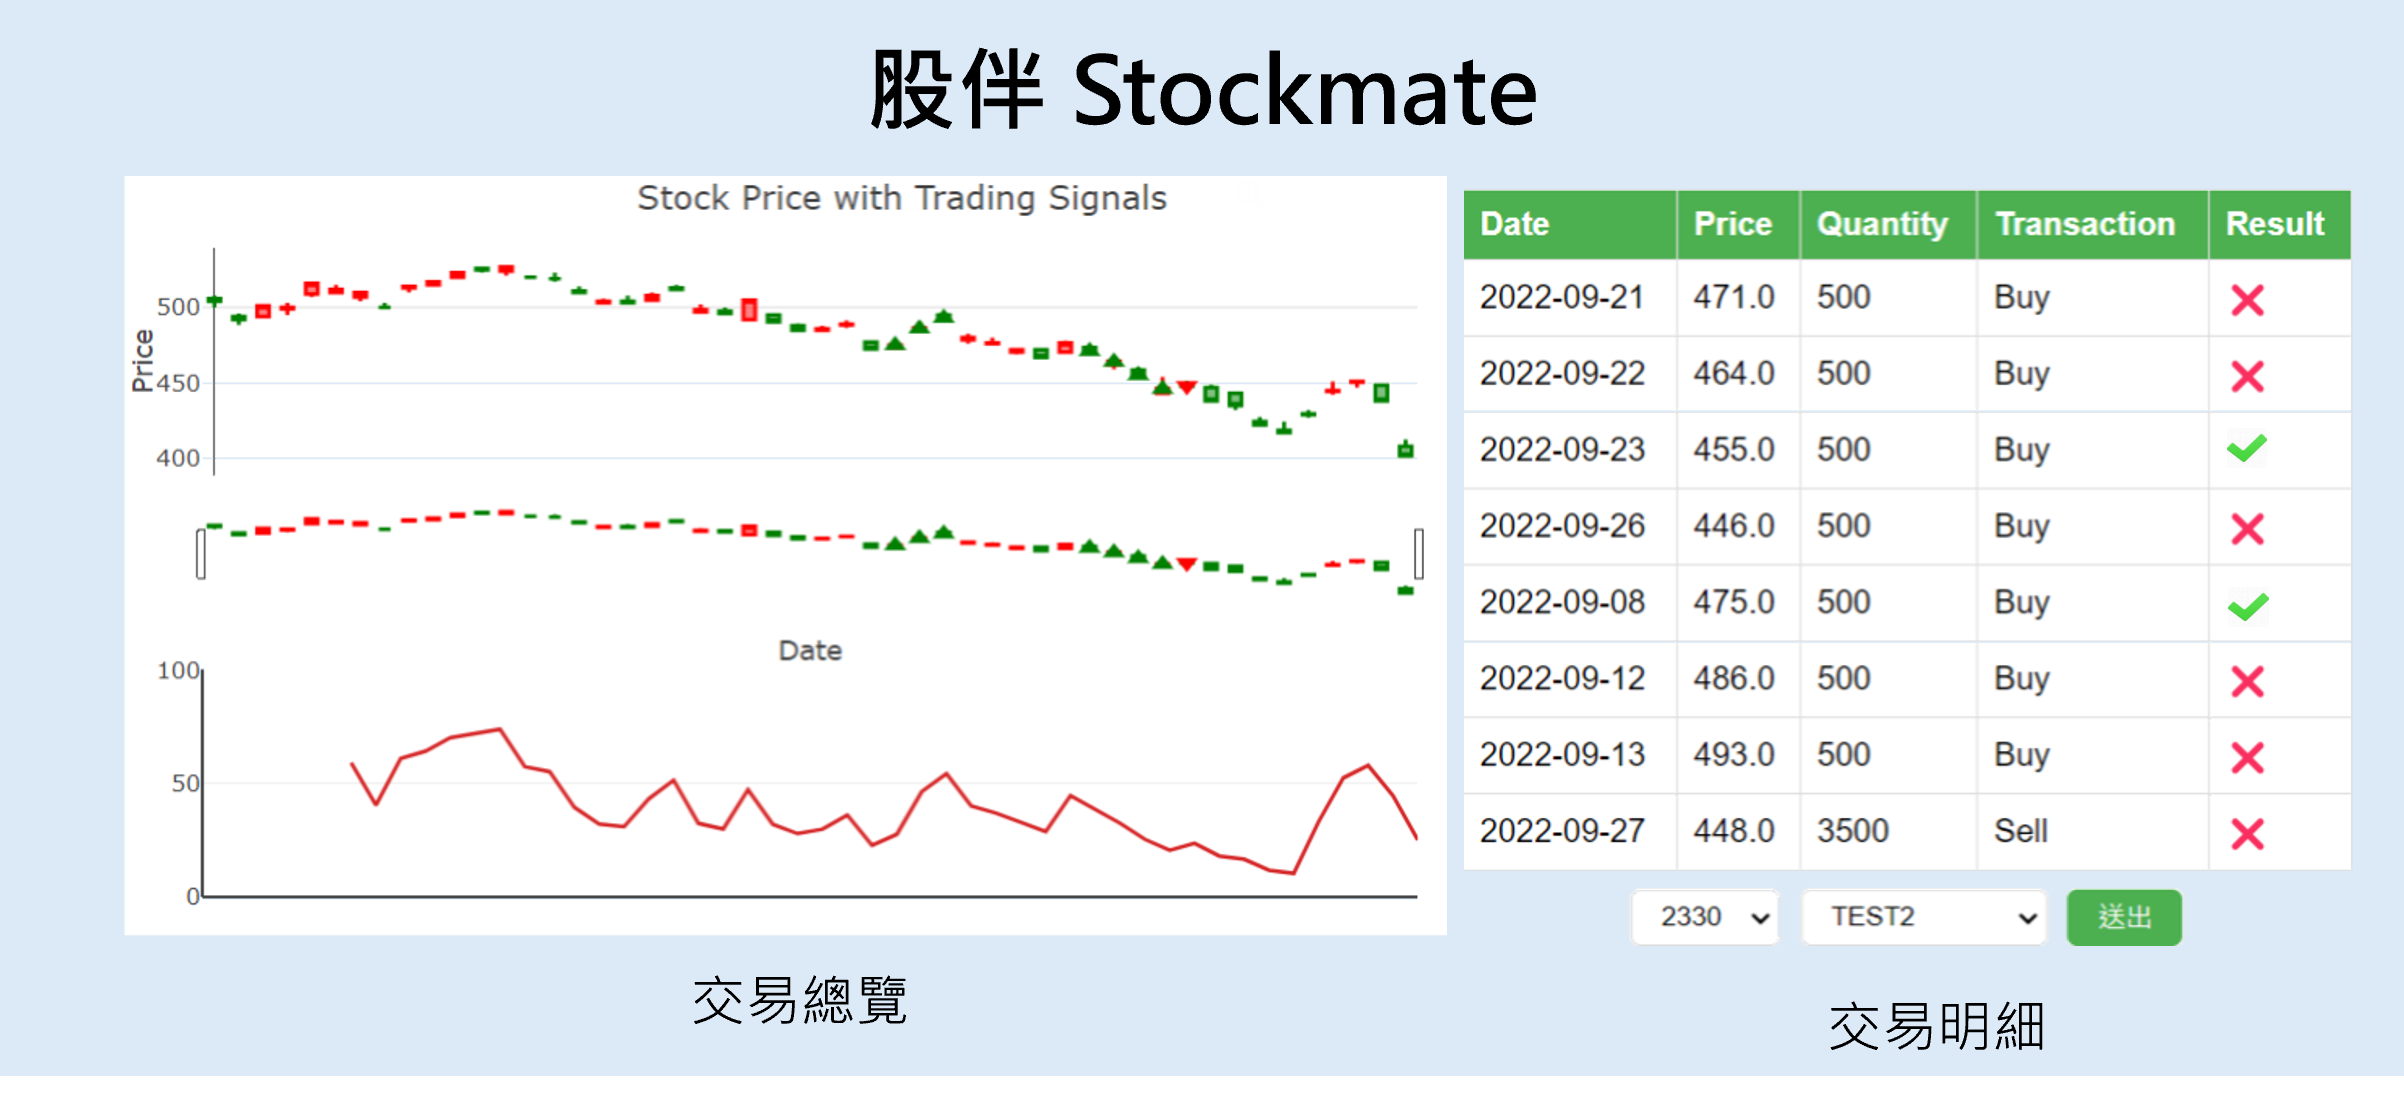 股伴 Stockmate
Stock Price with Trading Signals
Price
500
450
400
Date
100
50
0
交易總覽
Date Price Quantity Transaction Result
2022-09-21 471.0 500 Buy
2022-09-22 464.0 500 Buy
2022-09-23 455.0 500 Buy
2022-09-26 446.0 500 Buy
2022-09-08 475.0 500 Buy
2022-09-12 486.0 500 Buy
2022-09-13 493.0 500 Buy
2022-09-27 448.0 3500 Sell
2330 TEST2 送出
交易明細